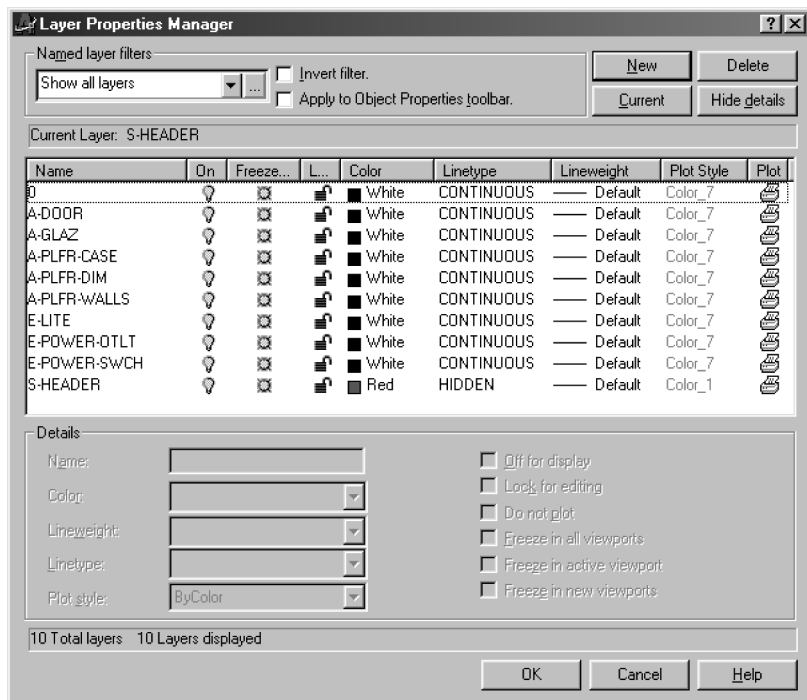 Layer Properties Manager
Named layer filters
Show all layers
...
Invert filter.
Apply to Object Properties toolbar.
New
Delete
Current
Hide details
Current Layer: S-HEADER
Name On Freeze... L... Color Linetype Lineweight Plot Style Plot
0 White CONTINUOUS Default Color_7
A-DOOR White CONTINUOUS Default Color_7
A-GLAZ White CONTINUOUS Default Color_7
A-PLFR-CASE White CONTINUOUS Default Color_7
A-PLFR-DIM White CONTINUOUS Default Color_7
A-PLFR-WALLS White CONTINUOUS Default Color_7
E-LITE White CONTINUOUS Default Color_7
E-POWER-OTLT White CONTINUOUS Default Color_7
E-POWER-SWCH White CONTINUOUS Default Color_7
S-HEADER Red HIDDEN Default Color_1
Details
Name:
Color:
Lineweight:
Linetype:
Plot style: ByColor
Off for display
Lock for editing
Do not plot
Freeze in all viewports
Freeze in active viewport
Freeze in new viewports
10 Total layers 10 Layers displayed
OK
Cancel
Help